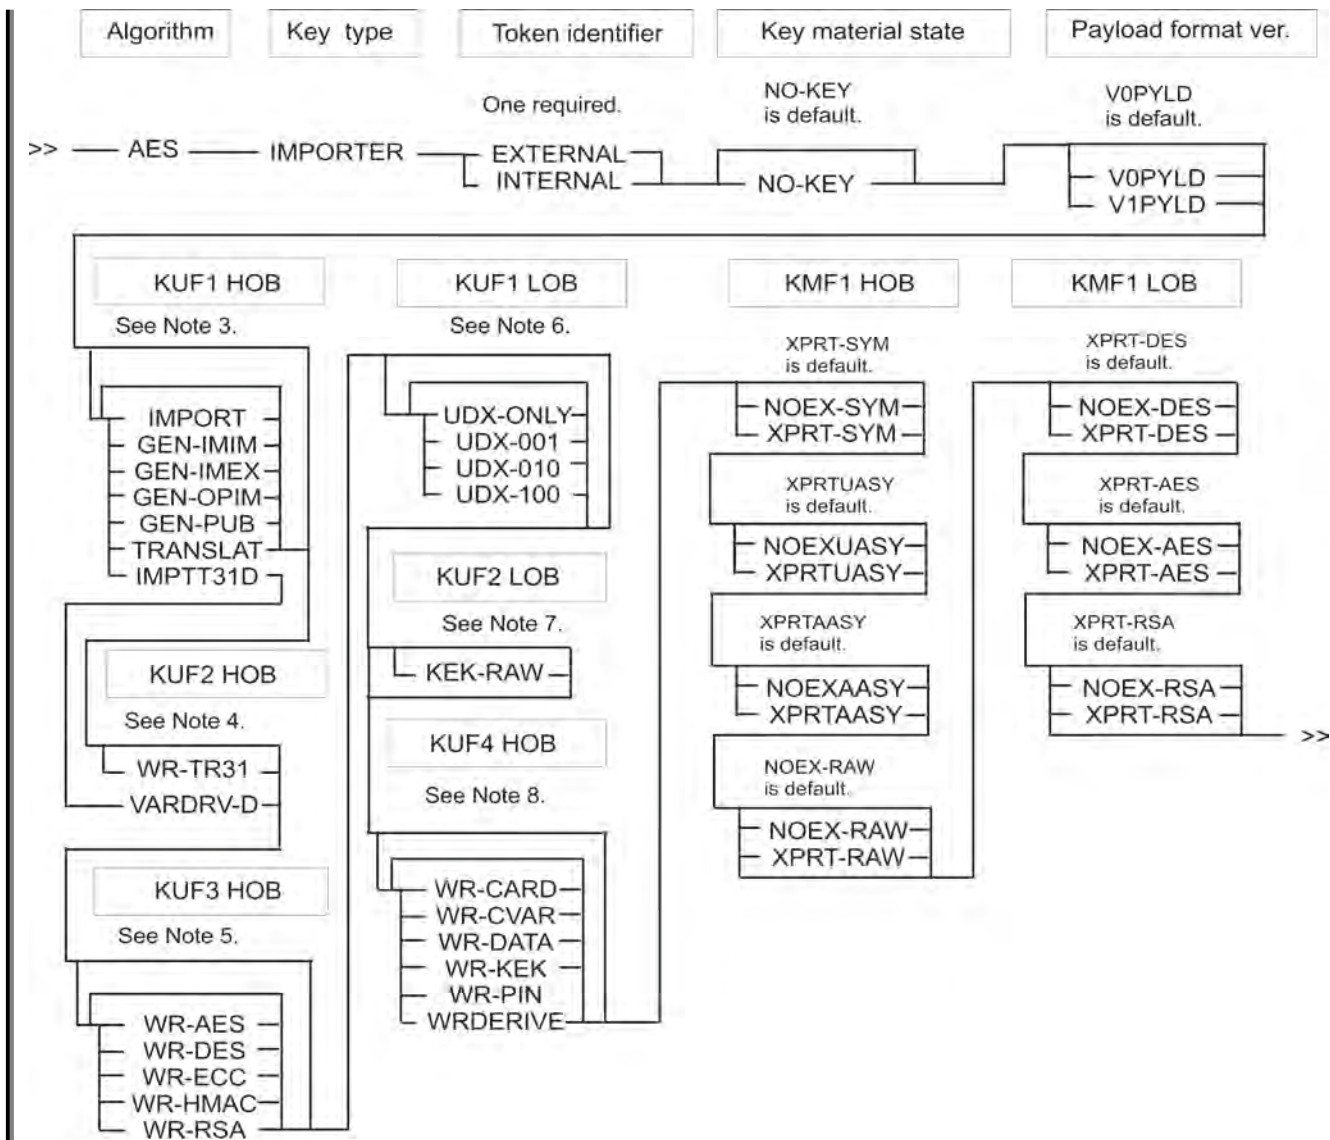 Algorithm
Key type
Token identifier
Key material state
Payload format ver.
One required.
NO-KEY
is default.
V0PYLD
is default.
>>
AES
IMPORTER
EXTERNAL
INTERNAL
NO-KEY
V0PYLD
V1PYLD
KUF1 HOB
See Note 3.
IMPORT
GEN-IMIM
GEN-IMEX
GEN-OPIM
GEN-PUB
TRANSLAT
IMPTT31D
KUF2 HOB
See Note 4.
WR-TR31
VARDRV-D
KUF3 HOB
See Note 5.
WR-AES
WR-DES
WR-ECC
WR-HMAC
WR-RSA
KUF1 LOB
See Note 6.
UDX-ONLY
UDX-001
UDX-010
UDX-100
KUF2 LOB
See Note 7.
KEK-RAW
KUF4 HOB
See Note 8.
WR-CARD
WR-CVAR
WR-DATA
WR-KEK
WR-PIN
WRDERIVE
KMF1 HOB
XPRT-SYM
is default.
NOEX-SYM
XPRT-SYM
XPRTUASY
is default.
NOEXUASY
XPRTUASY
XPRTAASY
is default.
NOEXAASY
XPRTAASY
NOEX-RAW
is default.
NOEX-RAW
XPRT-RAW
KMF1 LOB
XPRT-DES
is default.
NOEX-DES
XPRT-DES
XPRT-AES
is default.
NOEX-AES
XPRT-AES
XPRT-RSA
is default.
NOEX-RSA
XPRT-RSA
>>